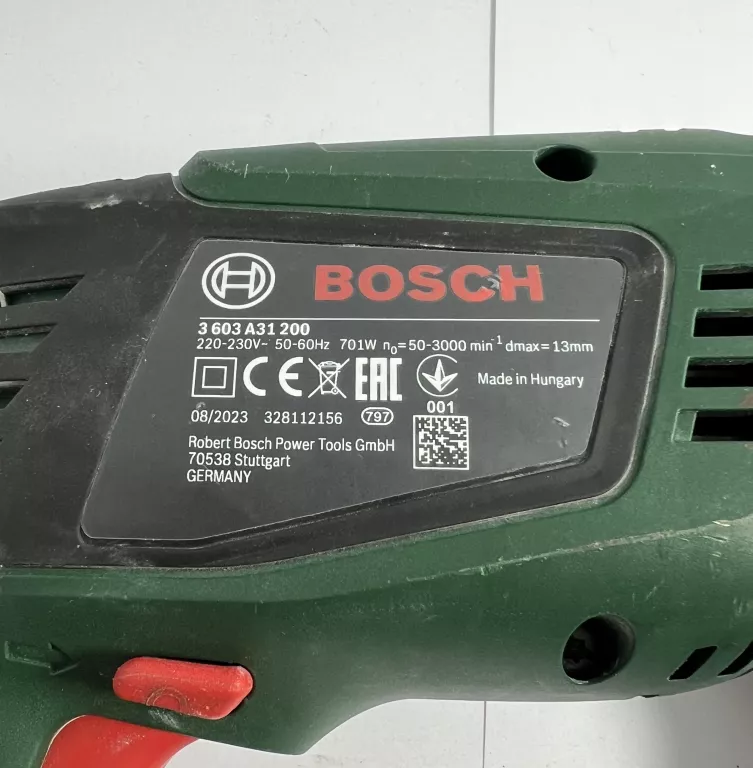 BOSCH
3 603 A31 200
220-230V~ 50-60Hz 701W n₀=50-3000 min⁻¹ dmax=13mm
CE EAC Made in Hungary
001
08/2023 328112156 797
Robert Bosch Power Tools GmbH
70538 Stuttgart
GERMANY